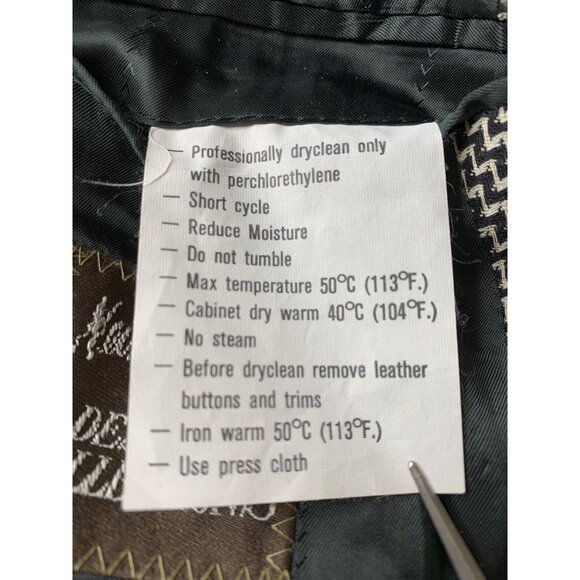 — Professionally dryclean only
with perchlorethylene
— Short cycle
— Reduce Moisture
— Do not tumble
— Max temperature 50°C (113°F.)
— Cabinet dry warm 40°C (104°F.)
— No steam
— Before dryclean remove leather
buttons and trims
— Iron warm 50°C (113°F.)
— Use press cloth